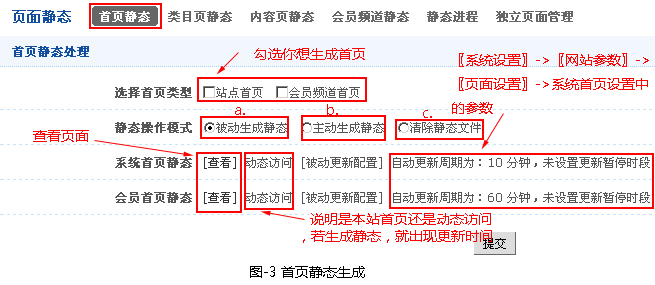 页面静态 首页静态 类目页静态 内容页静态 会员频道静态 静态进程 独立页面管理
首页静态处理
勾选你想生成首页
〖系统设置〗->〖网站参数〗->
〖页面设置〗->系统首页设置中
的参数
选择首页类型 站点首页 会员频道首页
a. b. c.
静态操作模式 被动生成静态 主动生成静态 清除静态文件
查看页面
系统首页静态 [查看] 动态访问 [被动更新配置] 自动更新周期为：10 分钟，未设置更新暂停时段
会员首页静态 [查看] 动态访问 [被动更新配置] 自动更新周期为：60 分钟，未设置更新暂停时段
说明是本站首页还是动态访问
，若生成静态，就出现更新时间
提交
图-3 首页静态生成